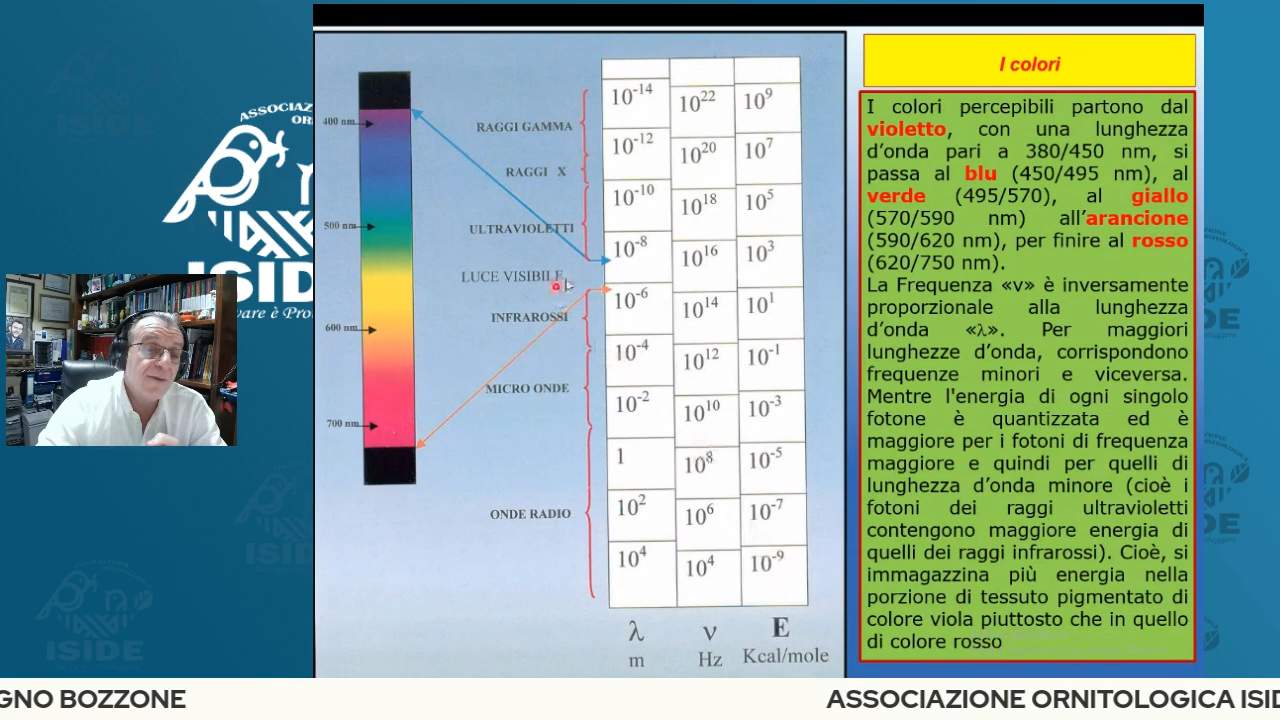 ASSOCIAZ
OR
ISIDE
vare è Pro
400 nm
500 nm
600 nm
700 nm
RAGGI GAMMA
RAGGI X
ULTRAVIOLETTI
LUCE VISIBILE
INFRAROSSI
MICRO ONDE
ONDE RADIO
10-14 1022 109
10-12 1020 107
10-10 1018 105
10-8 1016 103
10-6 1014 101
10-4 1012 10-1
10-2 1010 10-3
1 108 10-5
102 106 10-7
104 104 10-9
λ ν E
m Hz Kcal/mole
I colori
I colori percepibili partono dal
violetto, con una lunghezza
d’onda pari a 380/450 nm, si
passa al blu (450/495 nm), al
verde (495/570), al giallo
(570/590 nm) all’arancione
(590/620 nm), per finire al rosso
(620/750 nm).
La Frequenza «v» è inversamente
proporzionale alla lunghezza
d’onda «λ». Per maggiori
lunghezze d’onda, corrispondono
frequenze minori e viceversa.
Mentre l'energia di ogni singolo
fotone è quantizzata ed è
maggiore per i fotoni di frequenza
maggiore e quindi per quelli di
lunghezza d’onda minore (cioè i
fotoni dei raggi ultravioletti
contengono maggiore energia di
quelli dei raggi infrarossi). Cioè, si
immagazzina più energia nella
porzione di tessuto pigmentato di
colore viola piuttosto che in quello
di colore rosso
ISIDE
ISIDE
GNO BOZZONE
ASSOCIAZIONE ORNITOLOGICA ISID